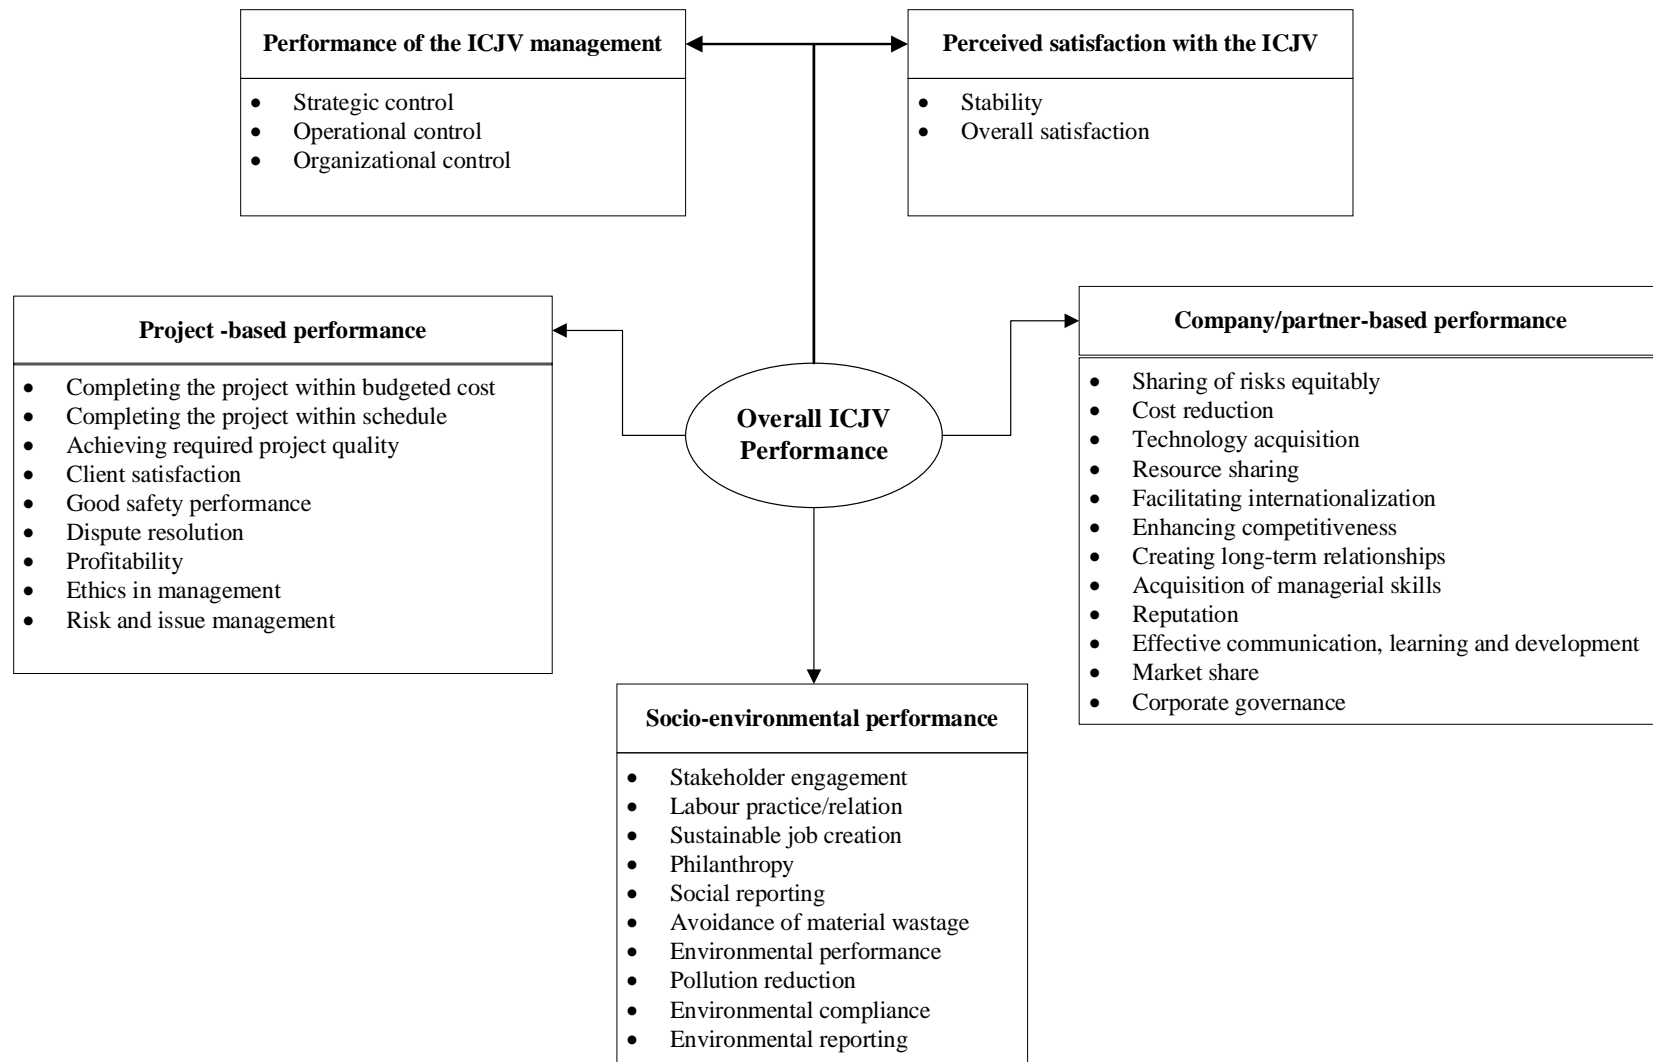 Performance of the ICJV management
• Strategic control
• Operational control
• Organizational control
Perceived satisfaction with the ICJV
• Stability
• Overall satisfaction
Project -based performance
• Completing the project within budgeted cost
• Completing the project within schedule
• Achieving required project quality
• Client satisfaction
• Good safety performance
• Dispute resolution
• Profitability
• Ethics in management
• Risk and issue management
Overall ICJV
Performance
Company/partner-based performance
• Sharing of risks equitably
• Cost reduction
• Technology acquisition
• Resource sharing
• Facilitating internationalization
• Enhancing competitiveness
• Creating long-term relationships
• Acquisition of managerial skills
• Reputation
• Effective communication, learning and development
• Market share
• Corporate governance
Socio-environmental performance
• Stakeholder engagement
• Labour practice/relation
• Sustainable job creation
• Philanthropy
• Social reporting
• Avoidance of material wastage
• Environmental performance
• Pollution reduction
• Environmental compliance
• Environmental reporting